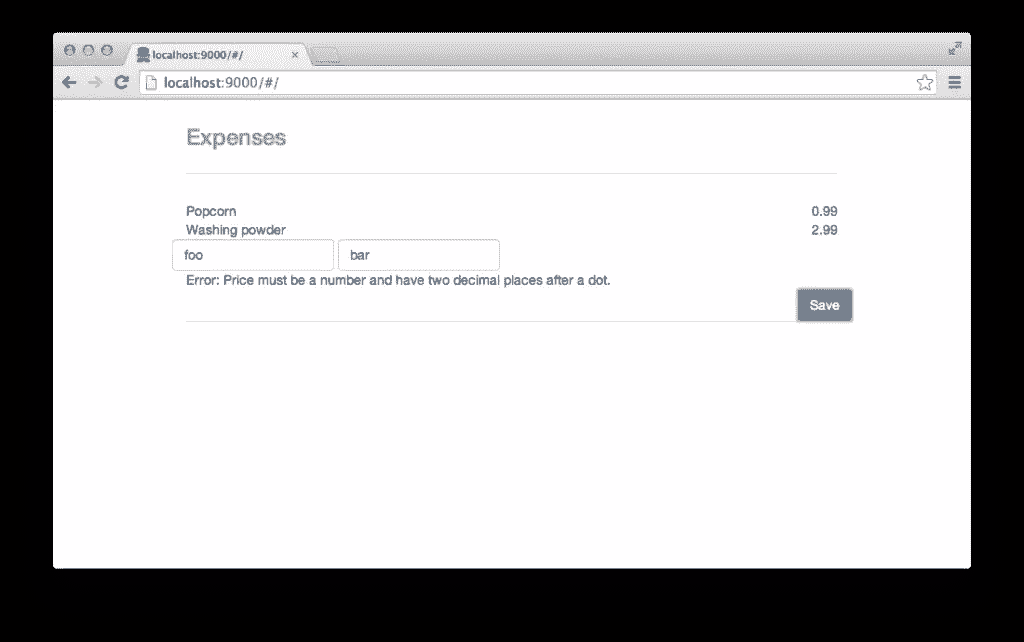 localhost:9000/#/
localhost:9000/#/
Expenses
Popcorn 0.99
Washing powder 2.99
foo bar
Error: Price must be a number and have two decimal places after a dot.
Save